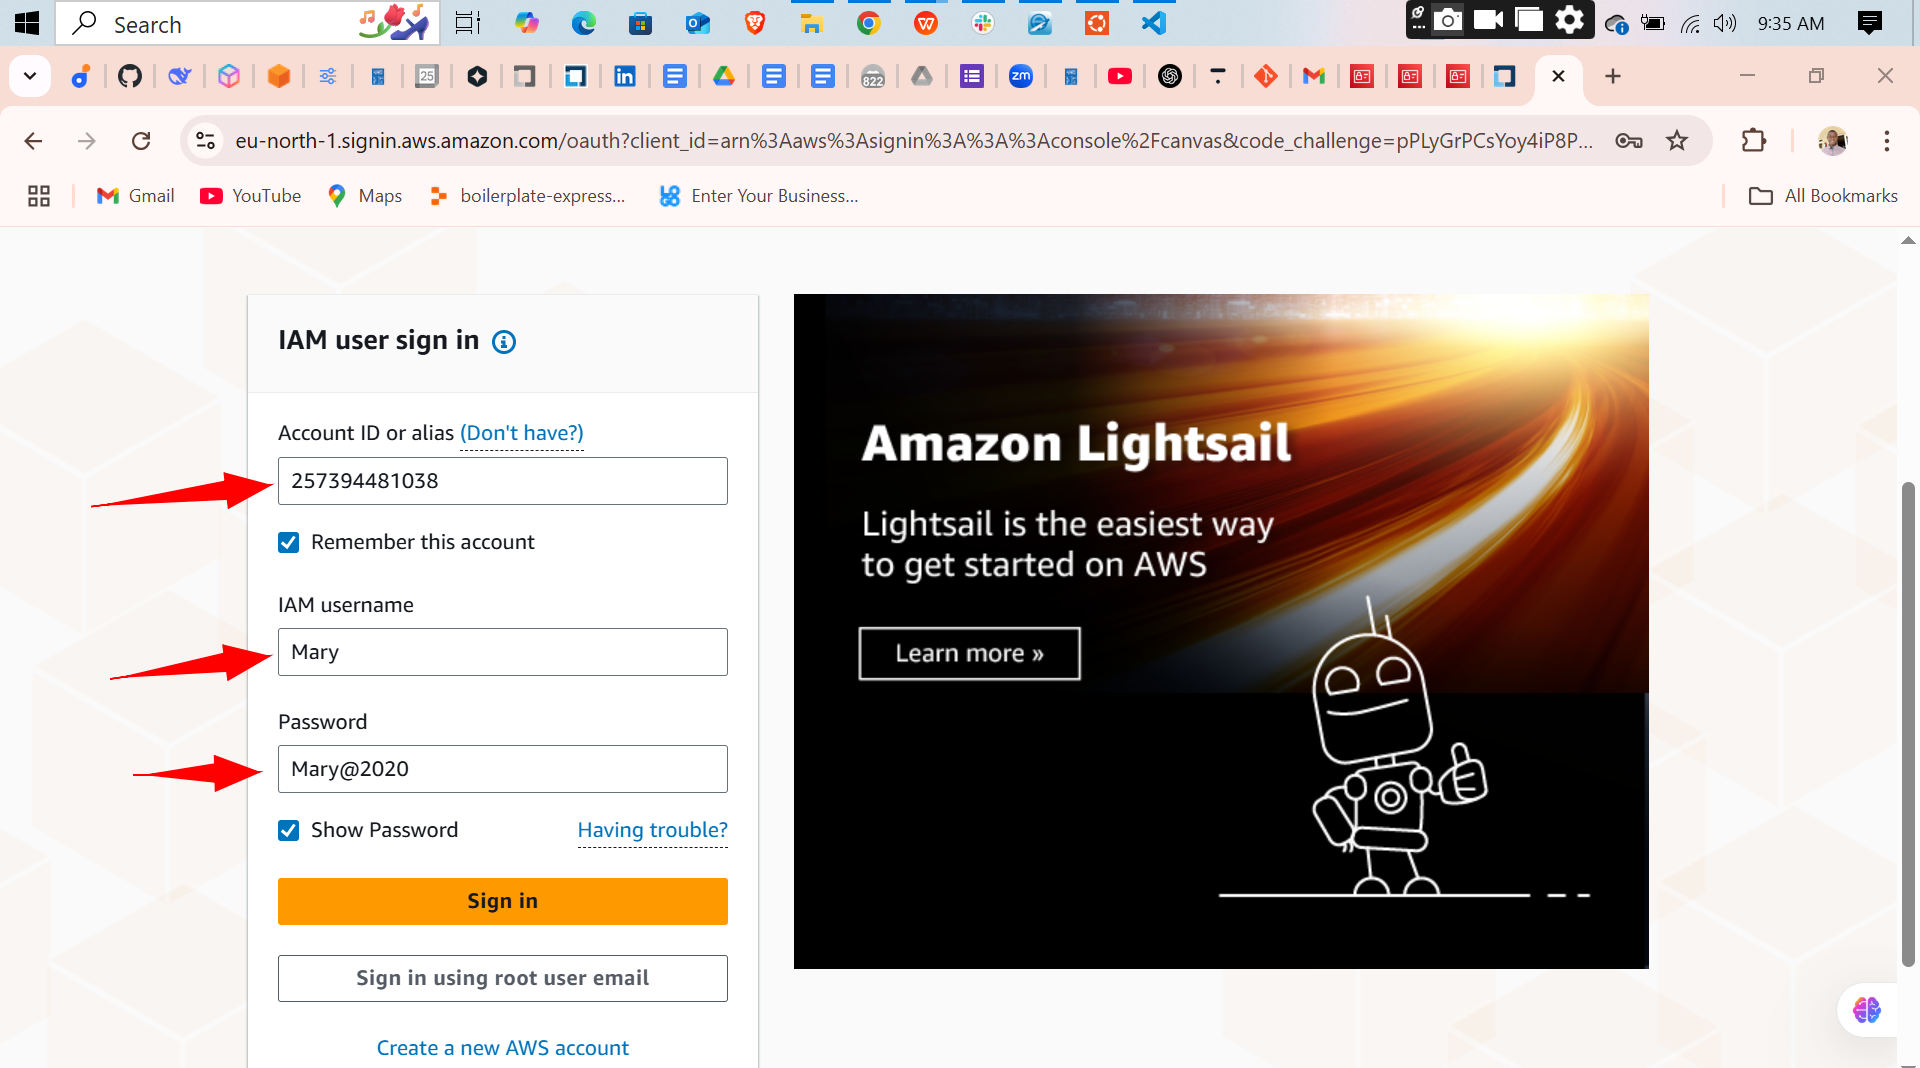 Search
9:35 AM
25
822
zm
eu-north-1.signin.aws.amazon.com/oauth?client_id=arn%3Aaws%3Asignin%3A%3A%3Aconsole%2Fcanvas&code_challenge=pPLyGrPCsYoy4iP8P...
Gmail
YouTube
Maps
boilerplate-express...
Enter Your Business...
All Bookmarks
IAM user sign in
Account ID or alias (Don't have?)
257394481038
Remember this account
IAM username
Mary
Password
Mary@2020
Show Password
Having trouble?
Sign in
Sign in using root user email
Create a new AWS account
Amazon Lightsail
Lightsail is the easiest way
to get started on AWS
Learn more »